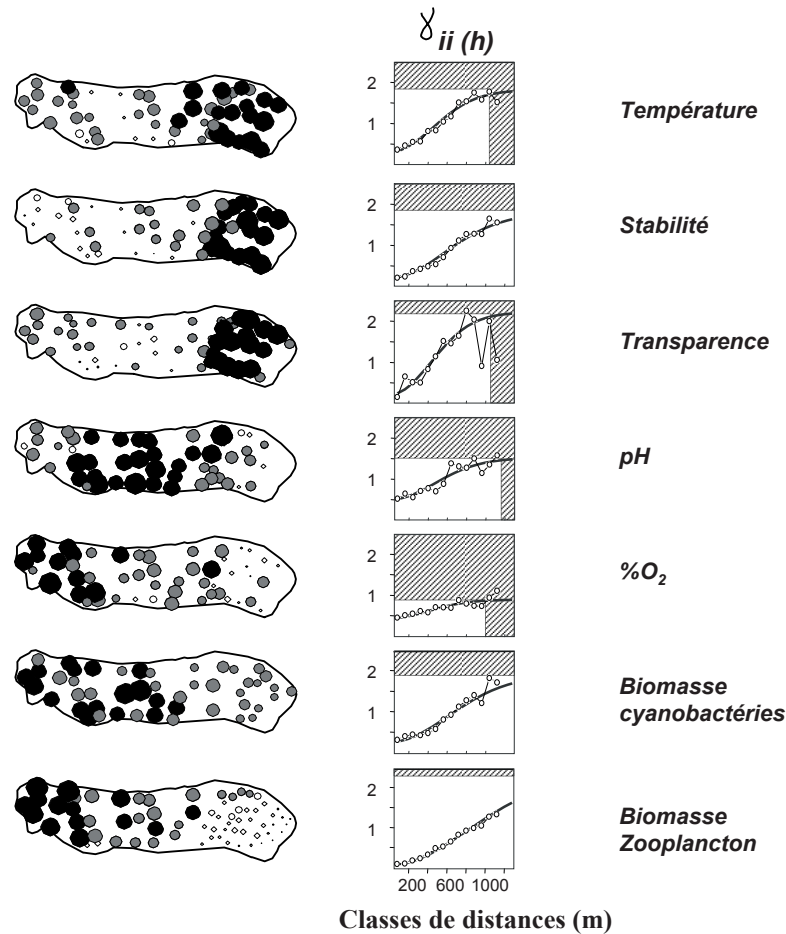 γ ii (h)
2
1
Température
2
1
Stabilité
2
1
Transparence
2
1
pH
2
1
%O₂
2
1
Biomasse
cyanobactéries
2
1
Biomasse
Zooplancton
200 600 1000
Classes de distances (m)